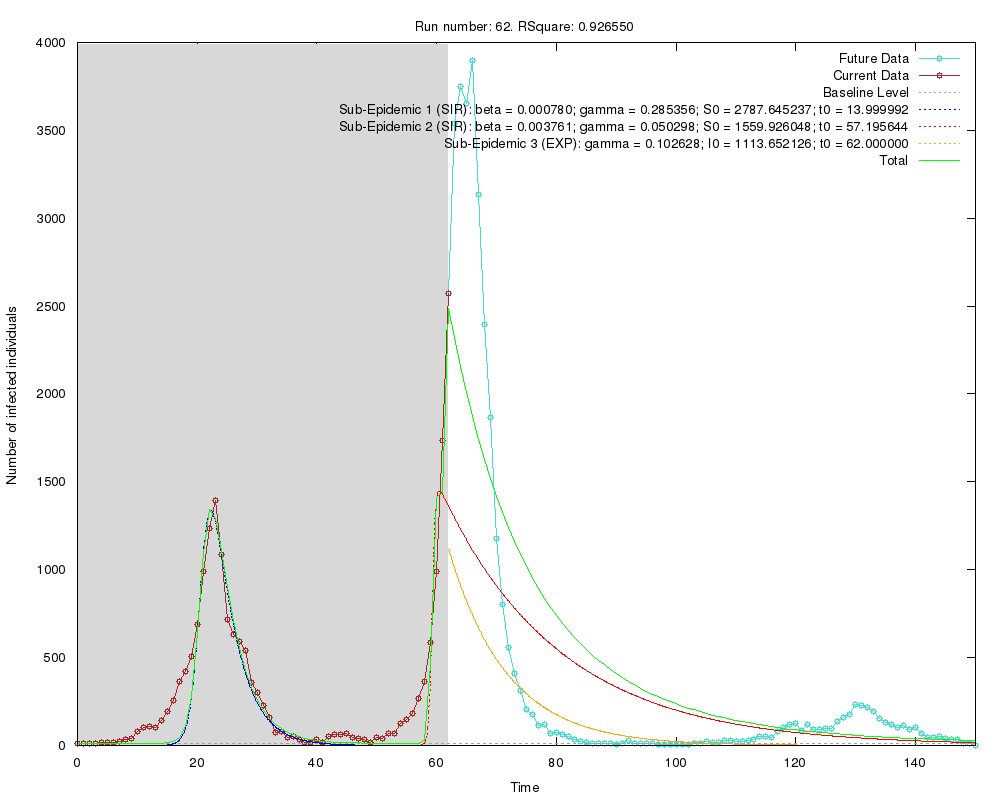 Run number: 62. RSquare: 0.926550
4000
3500
3000
2500
2000
1500
1000
500
0
Number of infected individuals
Future Data
Current Data
Baseline Level
Sub-Epidemic 1 (SIR): beta = 0.000780; gamma = 0.285356; S0 = 2787.645237; t0 = 13.999992
Sub-Epidemic 2 (SIR): beta = 0.003761; gamma = 0.050298; S0 = 1559.926048; t0 = 57.195644
Sub-Epidemic 3 (EXP): gamma = 0.102628; I0 = 1113.652126; t0 = 62.000000
Total
0 20 40 60 80 100 120 140
Time